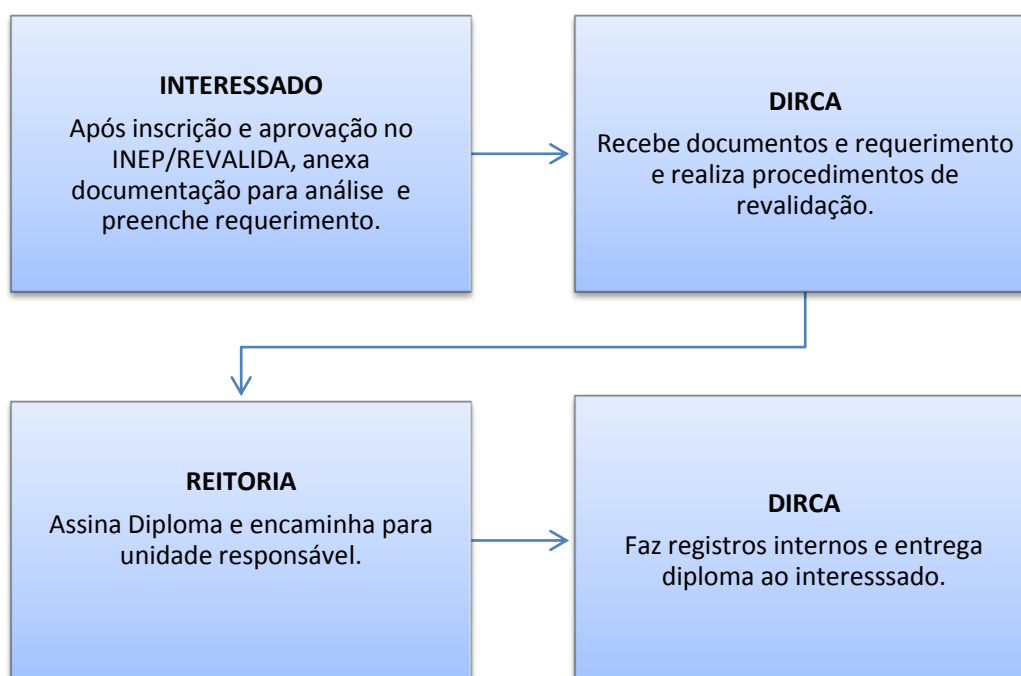 INTERESSADO
Após inscrição e aprovação no
INEP/REVALIDA, anexa
documentação para análise e
preenche requerimento.
DIRCA
Recebe documentos e requerimento
e realiza procedimentos de
revalidação.
REITORIA
Assina Diploma e encaminha para
unidade responsável.
DIRCA
Faz registros internos e entrega
diploma ao interesssado.